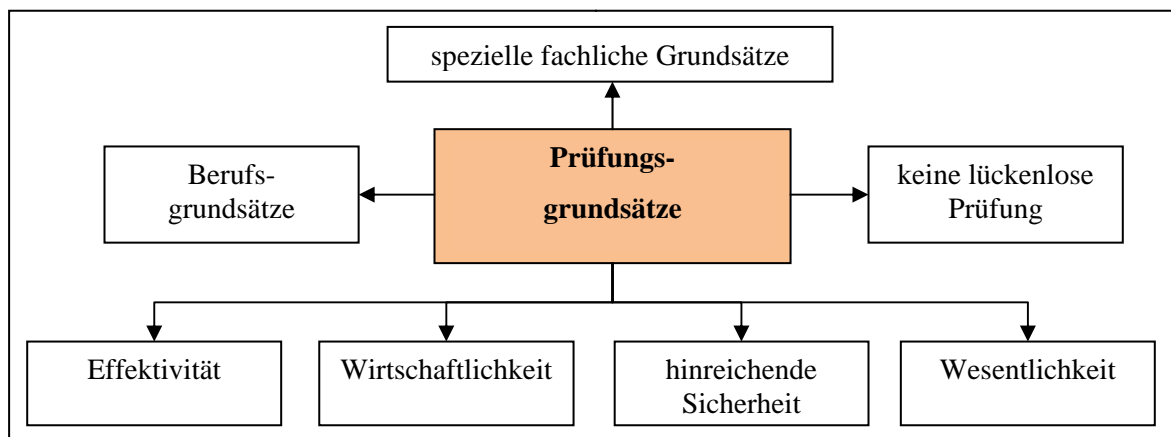 spezielle fachliche Grundsätze
Prüfungs-
grundsätze
Berufs-
grundsätze
keine lückenlose
Prüfung
Effektivität
Wirtschaftlichkeit
hinreichende
Sicherheit
Wesentlichkeit